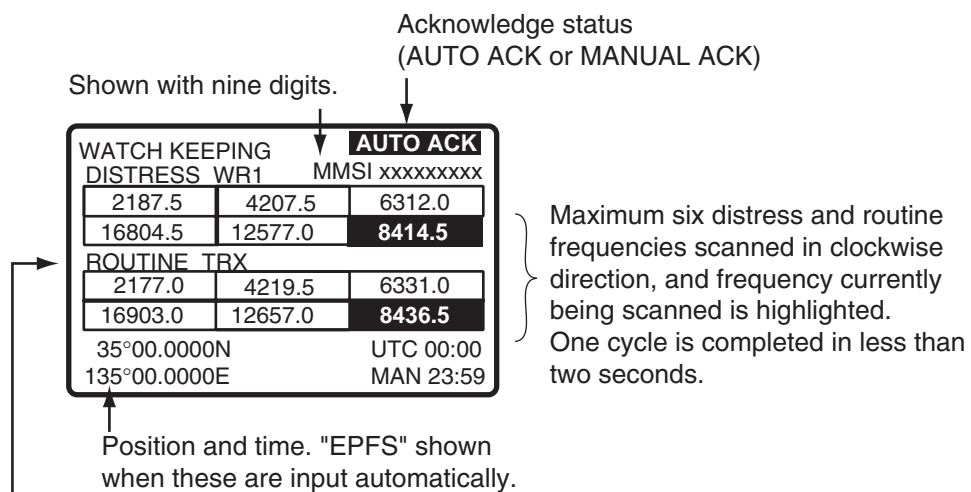 Acknowledge status
(AUTO ACK or MANUAL ACK)
Shown with nine digits.
WATCH KEEPING AUTO ACK
DISTRESS WR1 MMSI xxxxxxxxx
2187.5 4207.5 6312.0
16804.5 12577.0 8414.5
ROUTINE TRX
2177.0 4219.5 6331.0
16903.0 12657.0 8436.5
35°00.0000N UTC 00:00
135°00.0000E MAN 23:59
Maximum six distress and routine
frequencies scanned in clockwise
direction, and frequency currently
being scanned is highlighted.
One cycle is completed in less than
two seconds.
Position and time. "EPFS" shown
when these are input automatically.